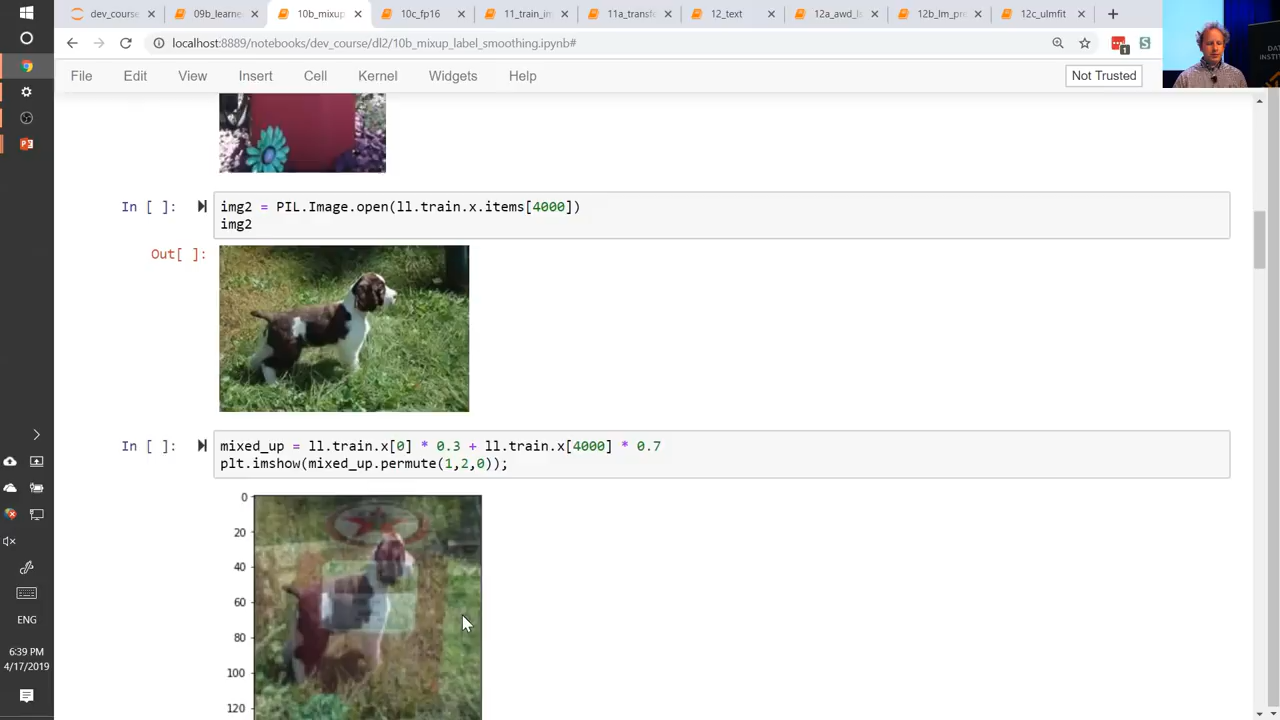 dev_course
09b_learne
10b_mixup_
10c_fp16
11_train_im
11a_transfo
12_text
12a_awd_ls
12b_lm_pre
12c_ulmfit
localhost:8889/notebooks/dev_course/dl2/10b_mixup_label_smoothing.ipynb#
1
S
File Edit View Insert Cell Kernel Widgets Help
Not Trusted
In [ ]:
img2 = PIL.Image.open(ll.train.x.items[4000])
img2
Out[ ]:
In [ ]:
mixed_up = ll.train.x[0] * 0.3 + ll.train.x[4000] * 0.7
plt.imshow(mixed_up.permute(1,2,0));
0
20
40
60
80
100
120
ENG
6:39 PM
4/17/2019